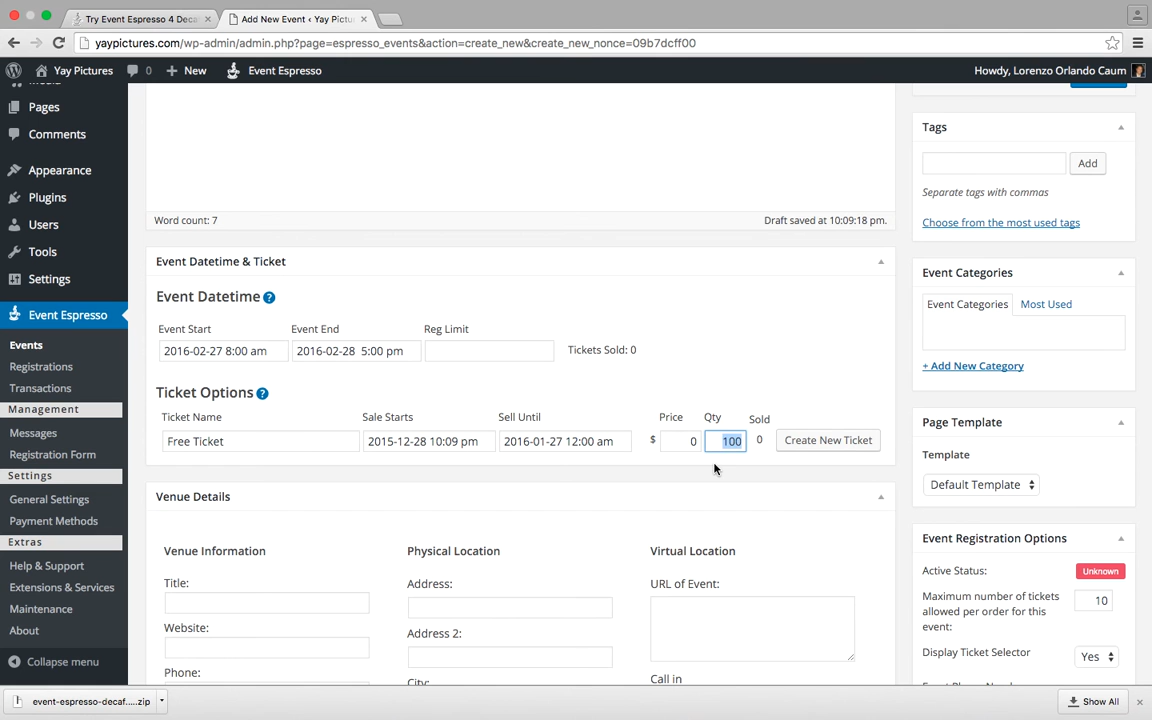 Try Event Espresso 4 Deca
Add New Event ‹ Yay Pictu
yaypictures.com/wp-admin/admin.php?page=espresso_events&action=create_new&create_new_nonce=09b7dcff00
Yay Pictures
0
New
Event Espresso
Howdy, Lorenzo Orlando Caum
Media
Pages
Comments
Appearance
Plugins
Users
Tools
Settings
Event Espresso
Events
Registrations
Transactions
Management
Messages
Registration Form
Settings
General Settings
Payment Methods
Extras
Help & Support
Extensions & Services
Maintenance
About
Collapse menu
Word count: 7
Draft saved at 10:09:18 pm.
Event Datetime & Ticket
Event Datetime ?
Event Start Event End Reg Limit
2016-02-27 8:00 am 2016-02-28 5:00 pm Tickets Sold: 0
Ticket Options ?
Ticket Name Sale Starts Sell Until Price Qty Sold
Free Ticket 2015-12-28 10:09 pm 2016-01-27 12:00 am $ 0 100 0 Create New Ticket
Venue Details
Venue Information Physical Location Virtual Location
Title: Address: URL of Event:
Website: Address 2:
Phone: City: Call in
Tags
Add
Separate tags with commas
Choose from the most used tags
Event Categories
Event Categories Most Used
+ Add New Category
Page Template
Template
Default Template
Event Registration Options
Active Status: Unknown
Maximum number of tickets
allowed per order for this
event:
10
Display Ticket Selector Yes
event-espresso-decaf.....zip
Show All